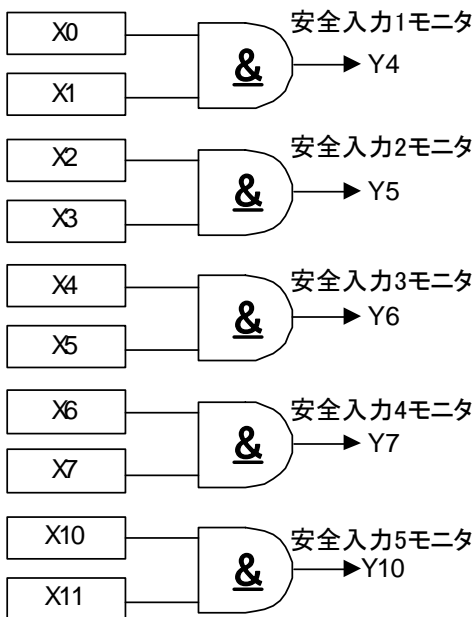 X0
安全入力1モニタ
&
Y4
X1
X2
安全入力2モニタ
&
Y5
X3
X4
安全入力3モニタ
&
Y6
X5
X6
安全入力4モニタ
&
Y7
X7
X10
安全入力5モニタ
&
Y10
X11